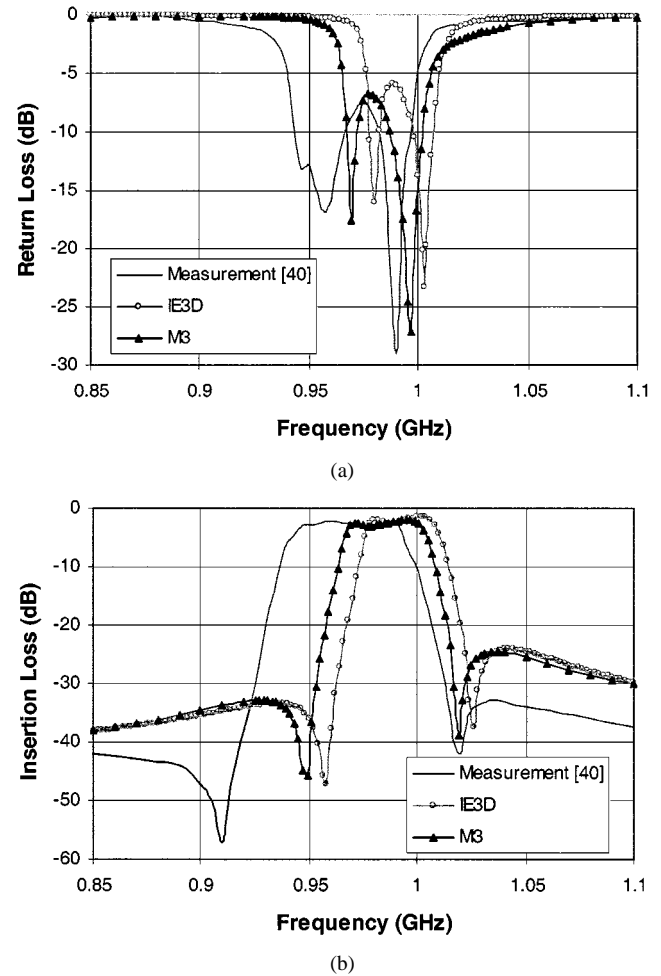 0
-5
-10
-15
-20
-25
-30
Return Loss (dB)
Measurement [40]
IE3D
M3
0.85 0.9 0.95 1 1.05 1.1
Frequency (GHz)
(a)
0
-10
-20
-30
-40
-50
-60
Insertion Loss (dB)
Measurement [40]
IE3D
M3
0.85 0.9 0.95 1 1.05 1.1
Frequency (GHz)
(b)